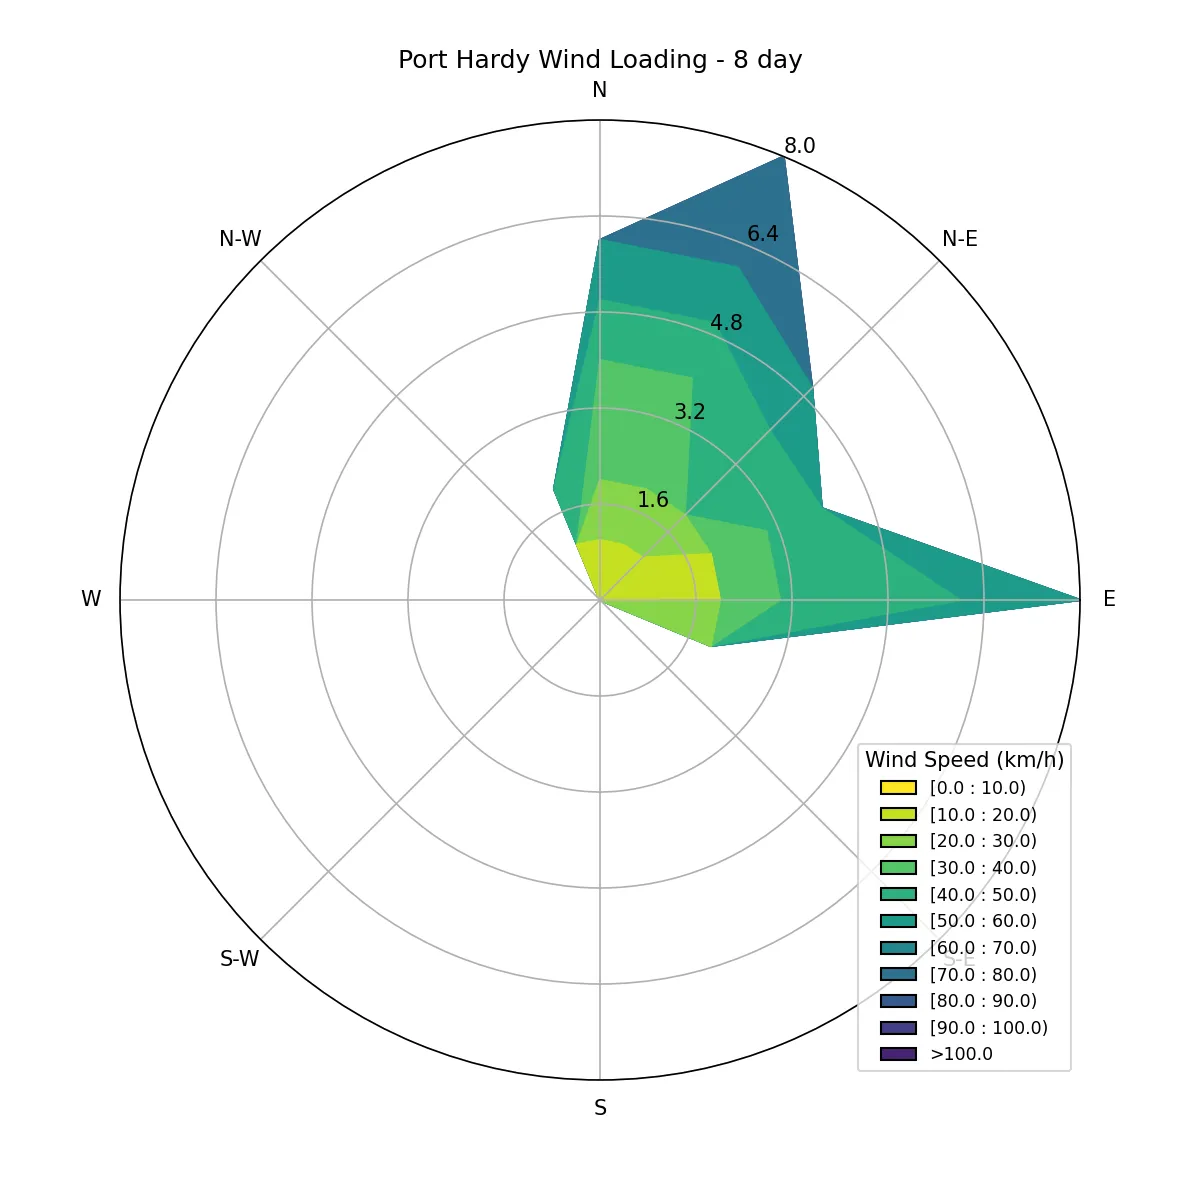 Port Hardy Wind Loading - 8 day
N
8.0
6.4
N-W
N-E
4.8
3.2
1.6
W
E
Wind Speed (km/h)
[0.0 : 10.0)
[10.0 : 20.0)
[20.0 : 30.0)
[30.0 : 40.0)
[40.0 : 50.0)
[50.0 : 60.0)
[60.0 : 70.0)
[70.0 : 80.0)
[80.0 : 90.0)
[90.0 : 100.0)
>100.0
S-W
S-E
S